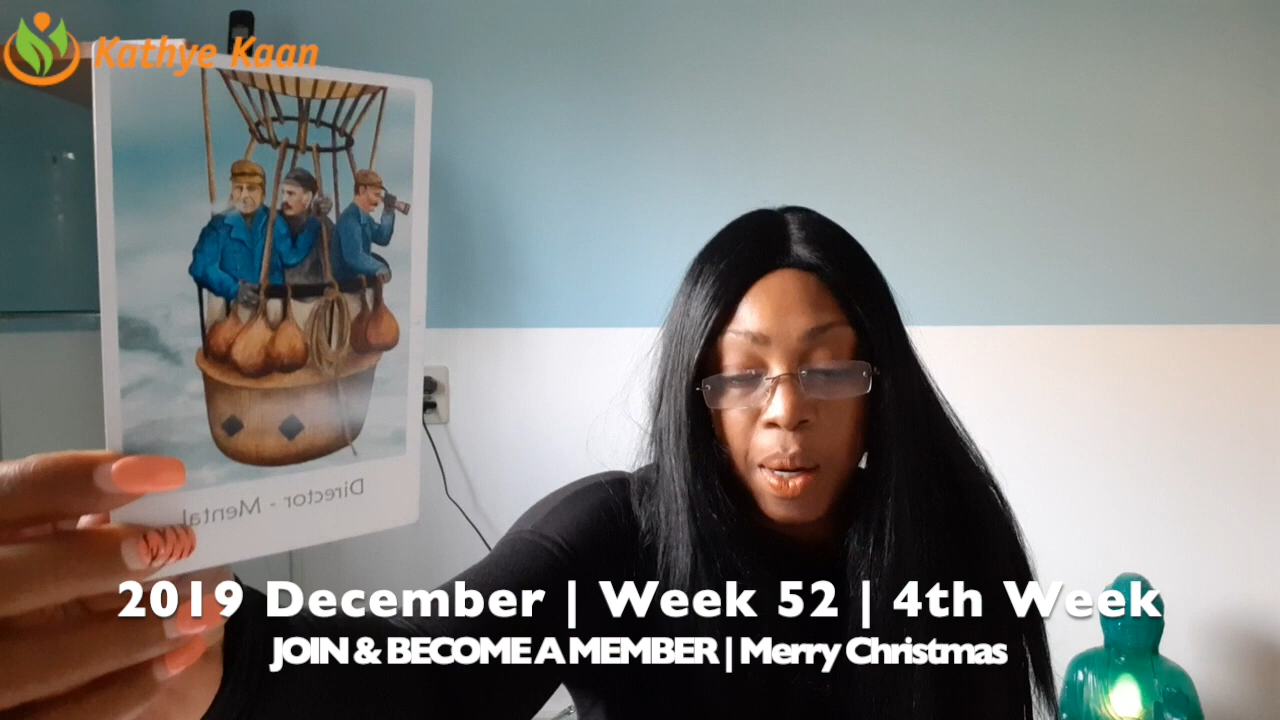 Kathye Kaan
Director - Mental
2019 December | Week 52 | 4th Week
JOIN & BECOME A MEMBER | Merry Christmas